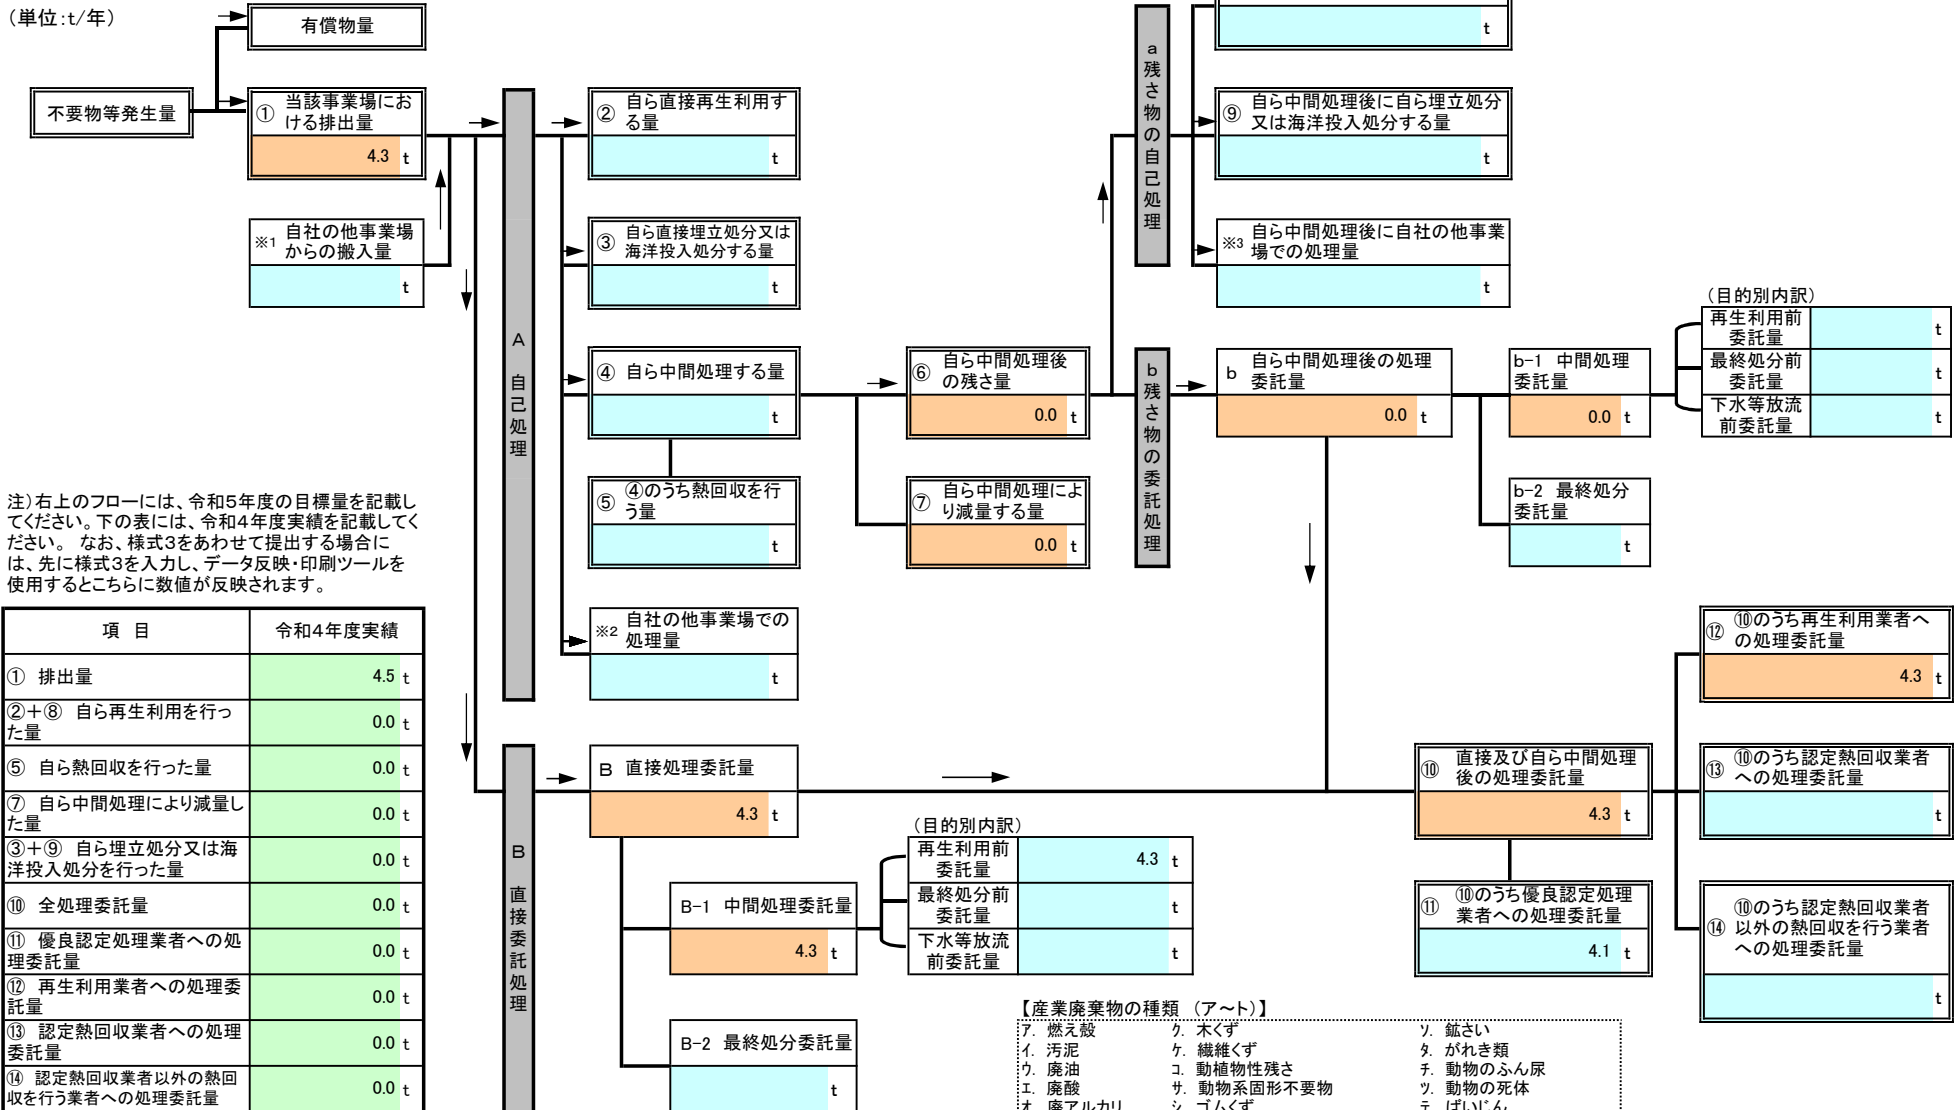 (単位:t/年)
有償物量
不要物等発生量
① 当該事業場にお
ける排出量
4.3 t
※1 自社の他事業場
からの搬入量
t
A 自己処理
② 自ら直接再生利用す
る量
t
③ 自ら直接埋立処分又は
海洋投入処分する量
t
④ 自ら中間処理する量
t
⑤ ④のうち熱回収を行
う量
t
※2 自社の他事業場での
処理量
t
⑥ 自ら中間処理後
の残さ量
0.0 t
⑦ 自ら中間処理によ
り減量する量
0.0 t
a 残さ物の自己処理
t
⑨ 自ら中間処理後に自ら埋立処分
又は海洋投入処分する量
t
※3 自ら中間処理後に自社の他事業
場での処理量
t
b 残さ物の委託処理
b 自ら中間処理後の処理
委託量
0.0 t
b-1 中間処理
委託量
0.0 t
(目的別内訳)
再生利用前
委託量
t
最終処分前
委託量
t
下水等放流
前委託量
t
b-2 最終処分
委託量
t
注)右上のフローには、令和5年度の目標量を記載し
てください。下の表には、令和4年度実績を記載してく
ださい。 なお、様式3をあわせて提出する場合に
は、先に様式3を入力し、データ反映・印刷ツールを
使用するとこちらに数値が反映されます。
項 目 令和4年度実績
① 排出量 4.5 t
②+⑧ 自ら再生利用を行っ
た量 0.0 t
⑤ 自ら熱回収を行った量 0.0 t
⑦ 自ら中間処理により減量し
た量 0.0 t
③+⑨ 自ら埋立処分又は海
洋投入処分を行った量 0.0 t
⑩ 全処理委託量 0.0 t
⑪ 優良認定処理業者への処
理委託量 0.0 t
⑫ 再生利用業者への処理委
託量 0.0 t
⑬ 認定熱回収業者への処理
委託量 0.0 t
⑭ 認定熱回収業者以外の熱回
収を行う業者への処理委託量 0.0 t
B 直接委託処理
B 直接処理委託量
4.3 t
B-1 中間処理委託量
4.3 t
B-2 最終処分委託量
t
(目的別内訳)
再生利用前
委託量
4.3 t
最終処分前
委託量
t
下水等放流
前委託量
t
⑩ 直接及び自ら中間処理
後の処理委託量
4.3 t
⑪ ⑩のうち優良認定処理
業者への処理委託量
4.1 t
⑫ ⑩のうち再生利用業者へ
の処理委託量
4.3 t
⑬ ⑩のうち認定熱回収業者
への処理委託量
t
⑭ ⑩のうち認定熱回収業者
以外の熱回収を行う業者
への処理委託量
t
【産業廃棄物の種類 (ア~ト)】
ア. 燃え殻 ク. 木くず ソ. 鉱さい
イ. 汚泥 ケ. 繊維くず タ. がれき類
ウ. 廃油 コ. 動植物性残さ チ. 動物のふん尿
エ. 廃酸 サ. 動物系固形不要物 ツ. 動物の死体
オ. 廃アルカリ シ. ゴムくず テ. ばいじん